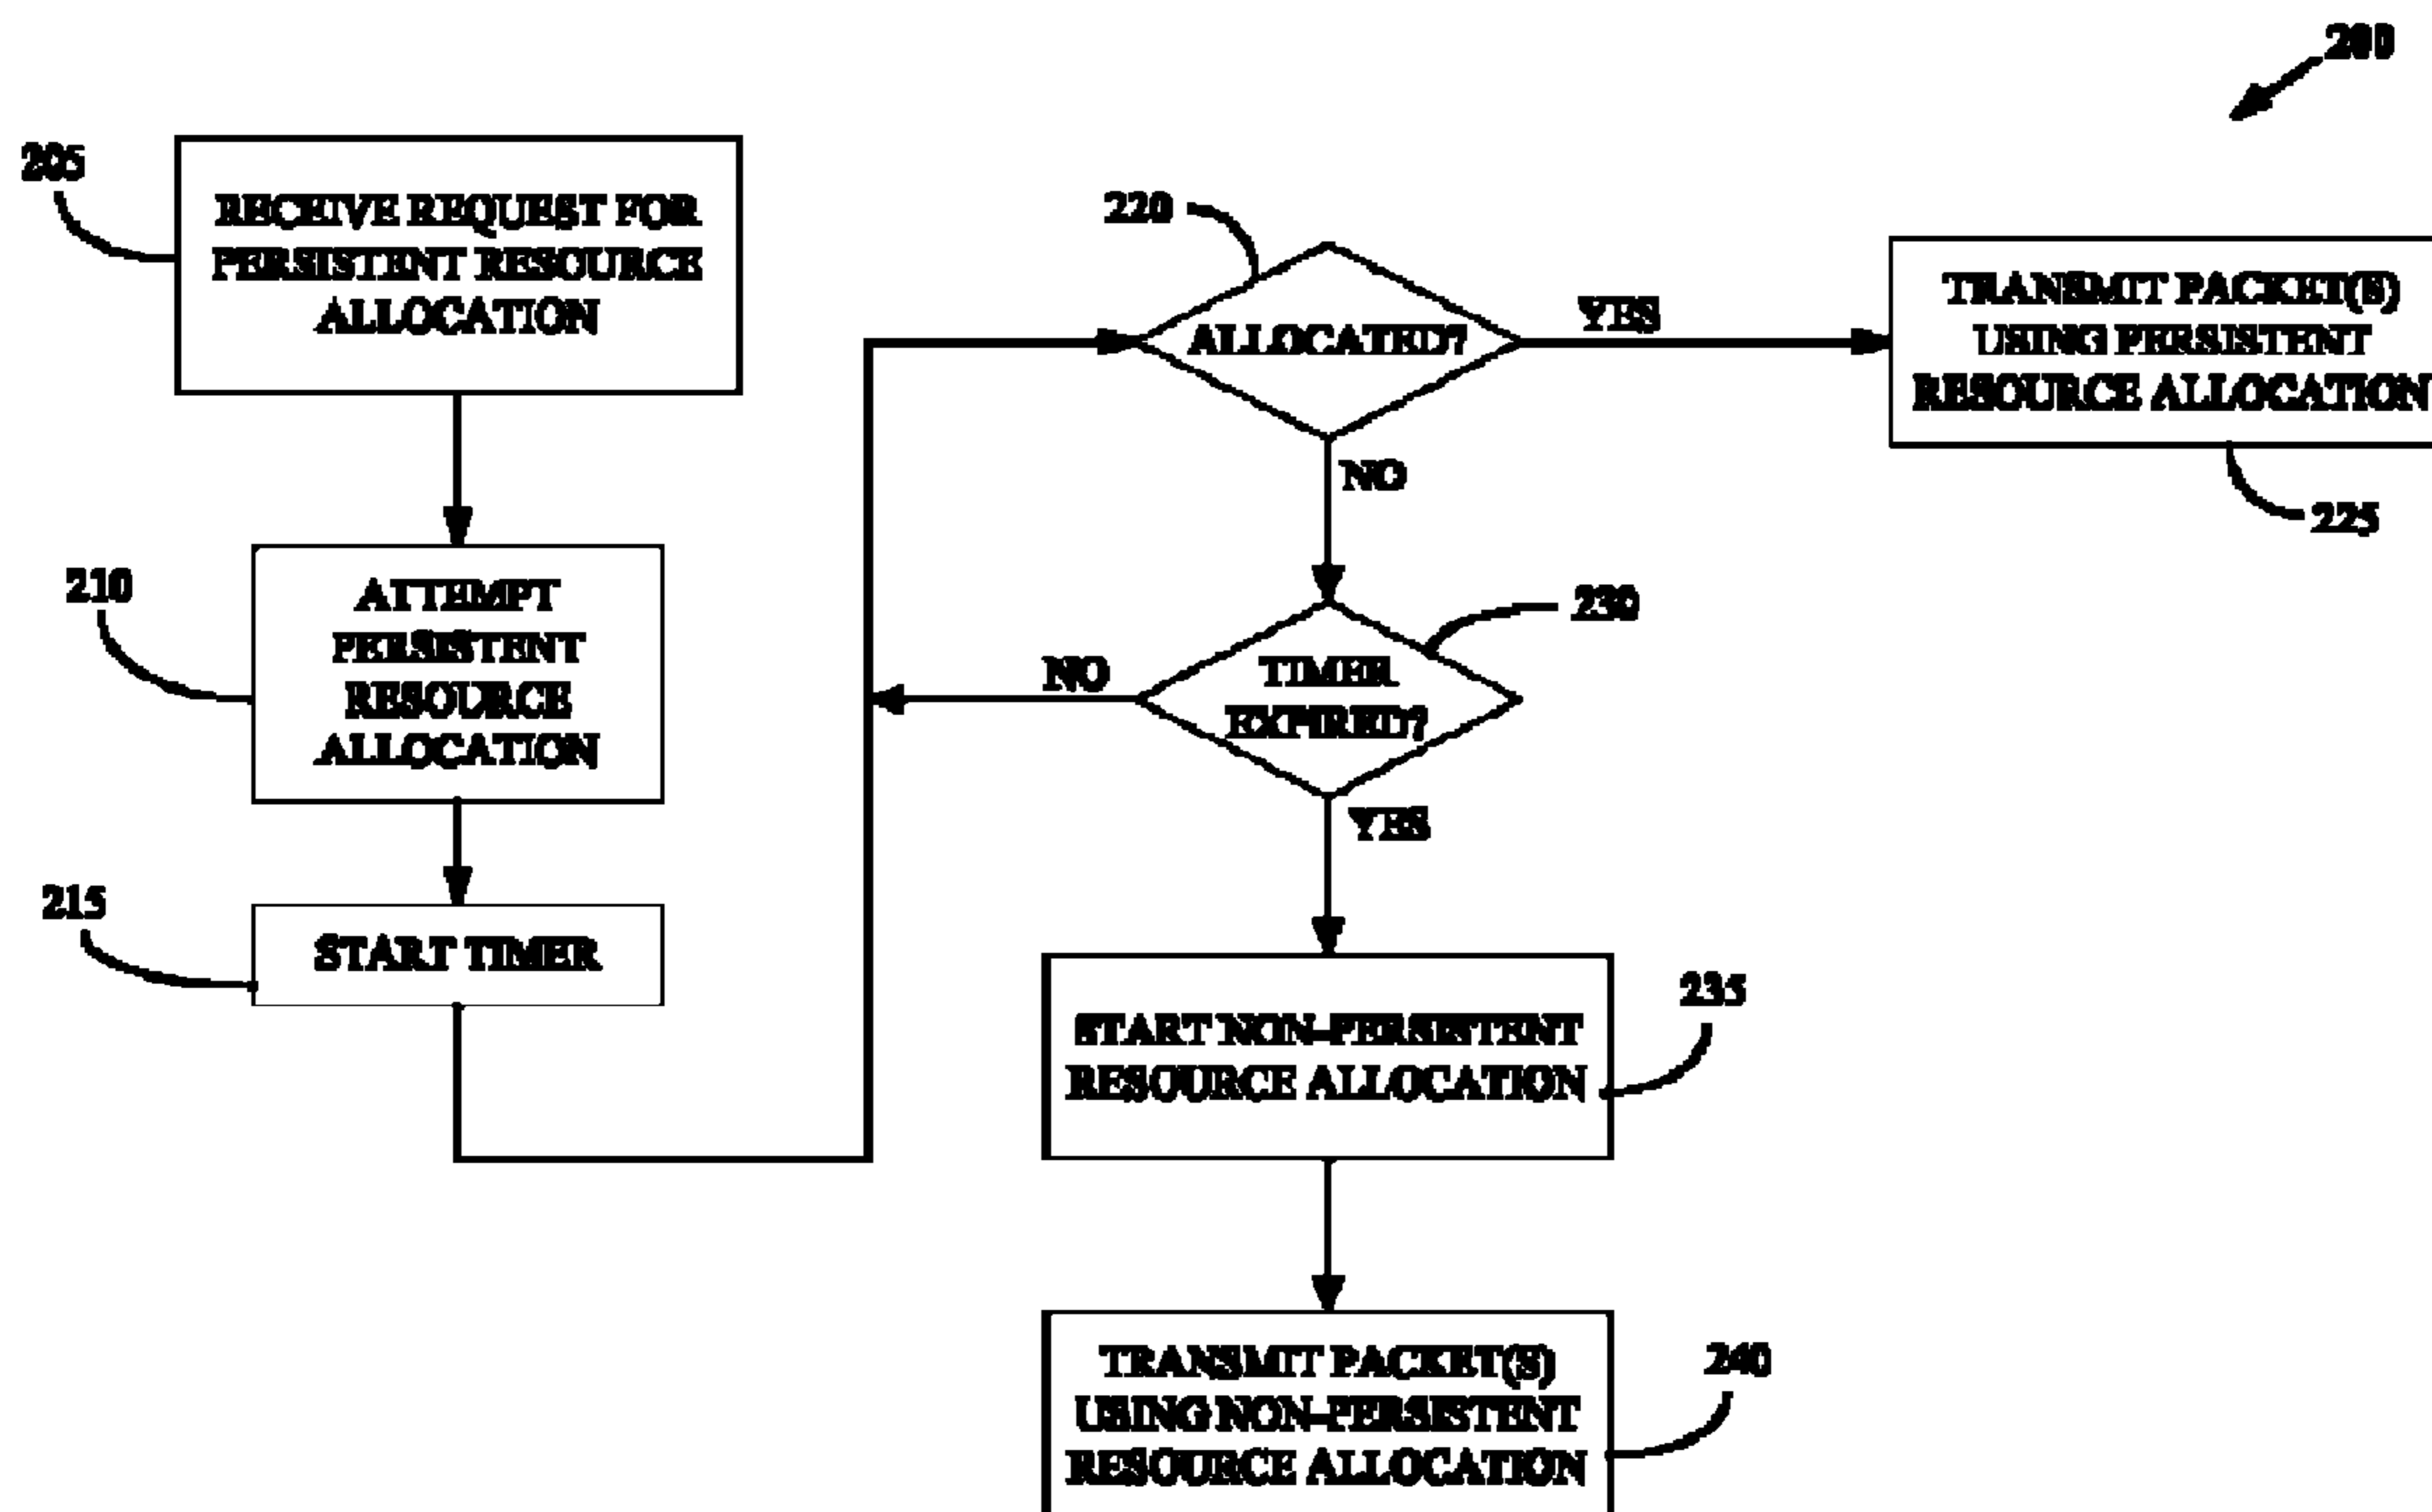 200
205
RECEIVE REQUEST FOR
PERSISTENT RESOURCE
ALLOCATION
210
ATTEMPT
PERSISTENT
RESOURCE
ALLOCATION
215
START TIMER
220
ALLOCATED?
YES
NO
TRANSMIT PACKET(S)
USING PERSISTENT
RESOURCE ALLOCATION
225
230
TIMER
EXPIRED?
NO
YES
235
START NON-PERSISTENT
RESOURCE ALLOCATION
240
TRANSMIT PACKET(S)
USING NON-PERSISTENT
RESOURCE ALLOCATION